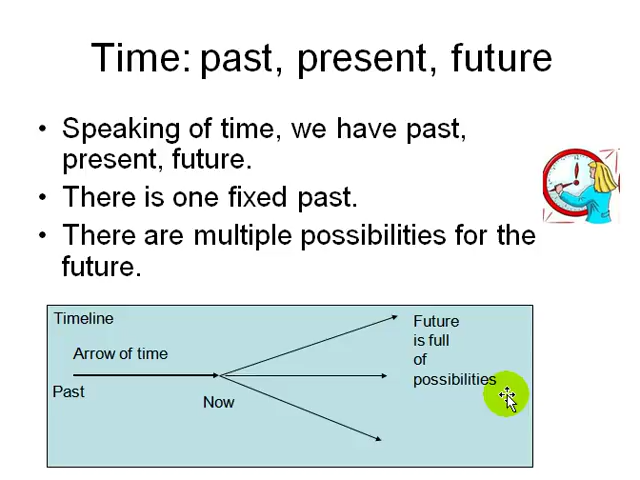 Time: past, present, future
• Speaking of time, we have past,
present, future.
• There is one fixed past.
• There are multiple possibilities for the
future.
Timeline
Arrow of time
Past
Now
Future
is full
of
possibilities